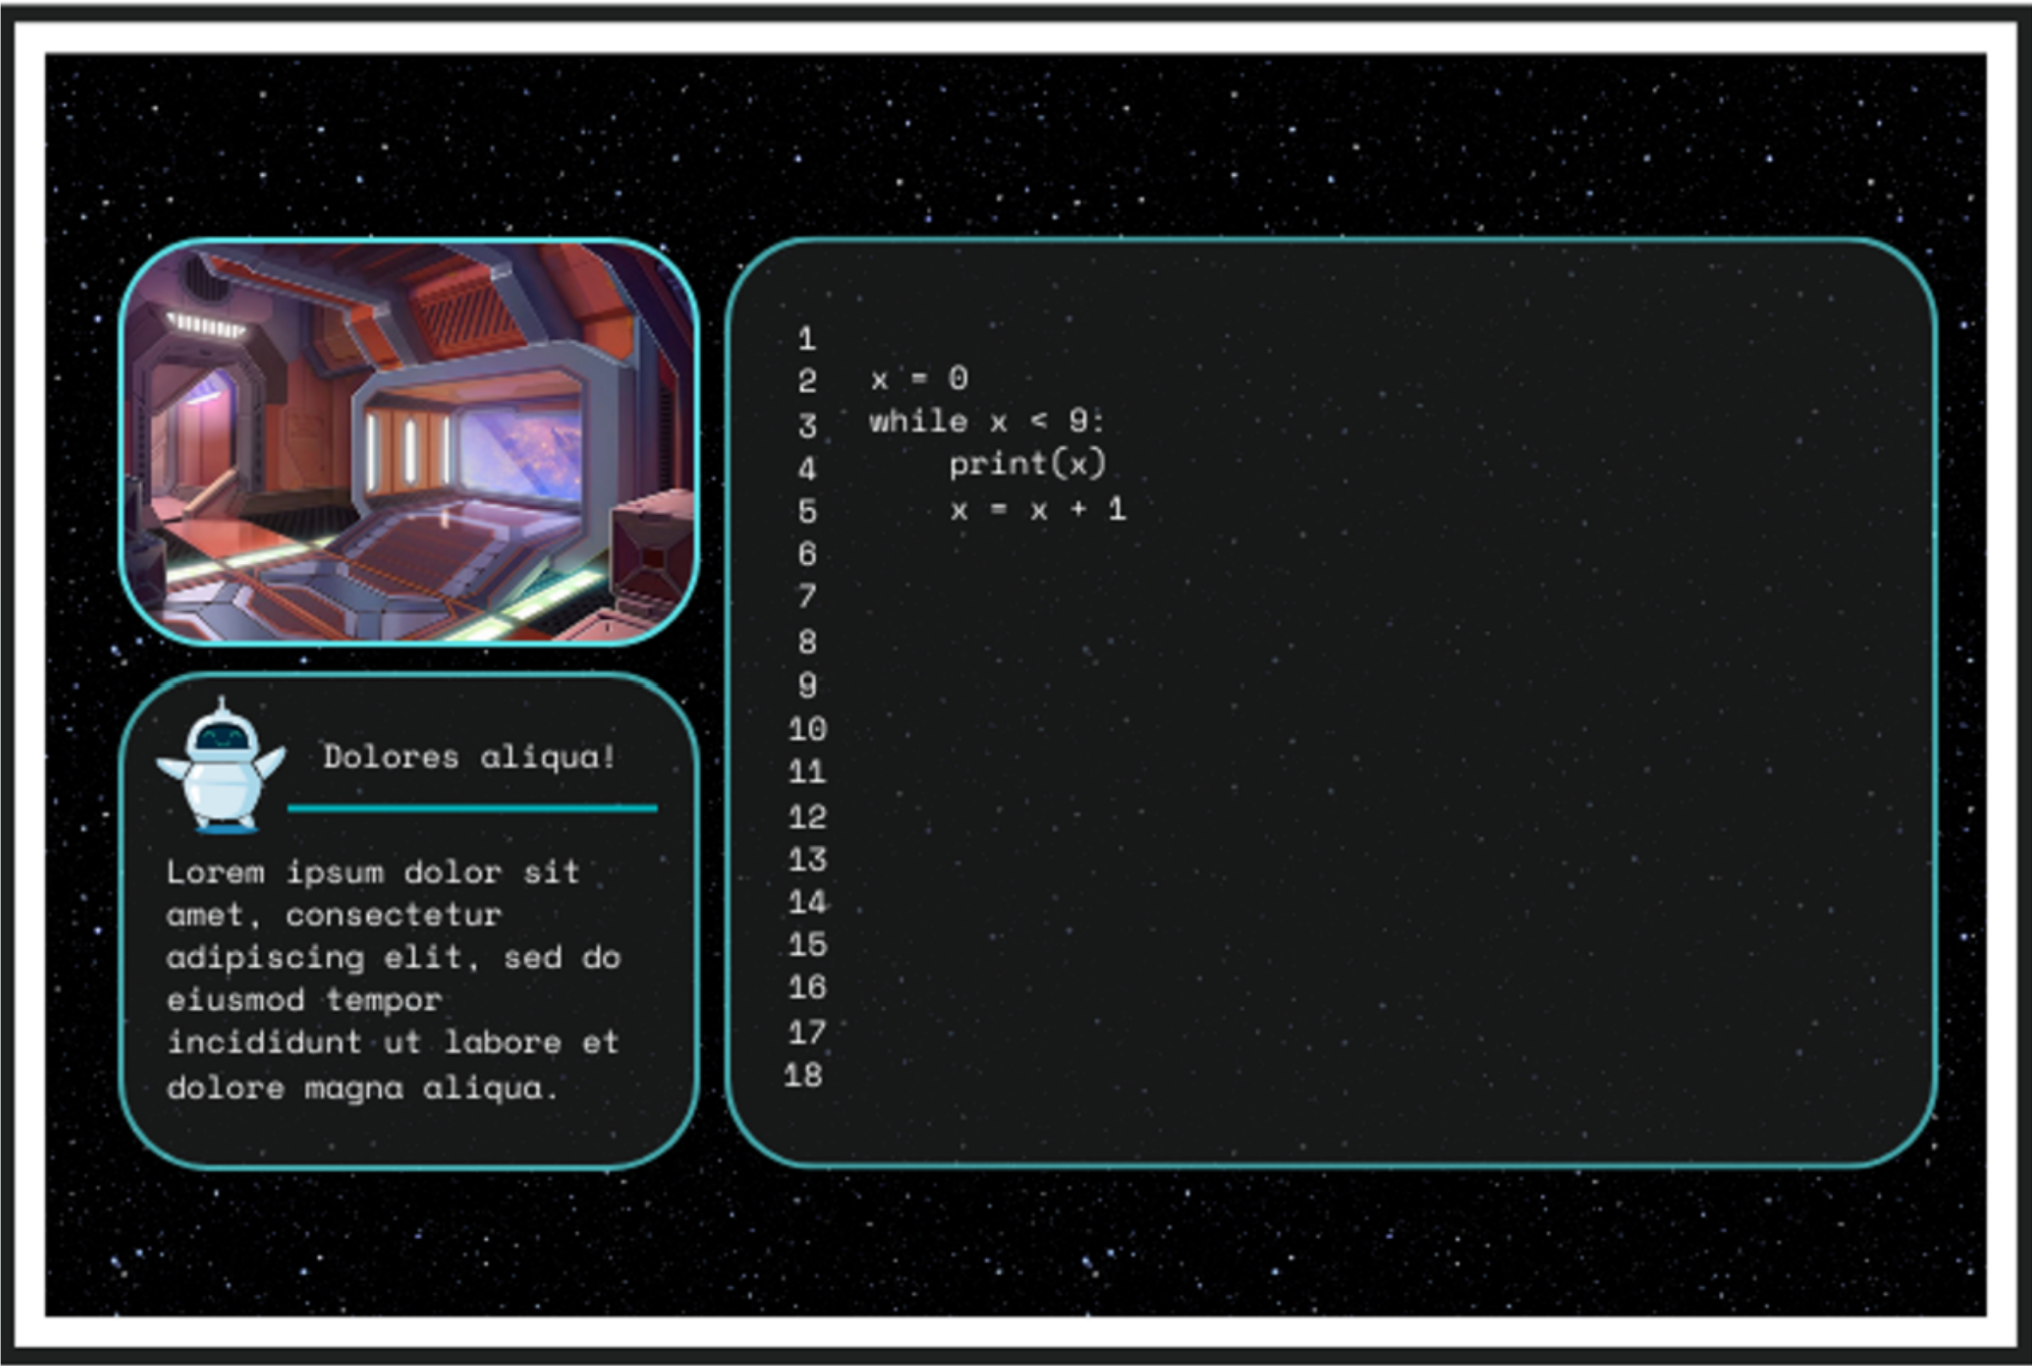 Dolores aliqua!
Lorem ipsum dolor sit
amet, consectetur
adipiscing elit, sed do
eiusmod tempor
incididunt ut labore et
dolore magna aliqua.
1
2 x = 0
3 while x < 9:
4     print(x)
5     x = x + 1
6
7
8
9
10
11
12
13
14
15
16
17
18